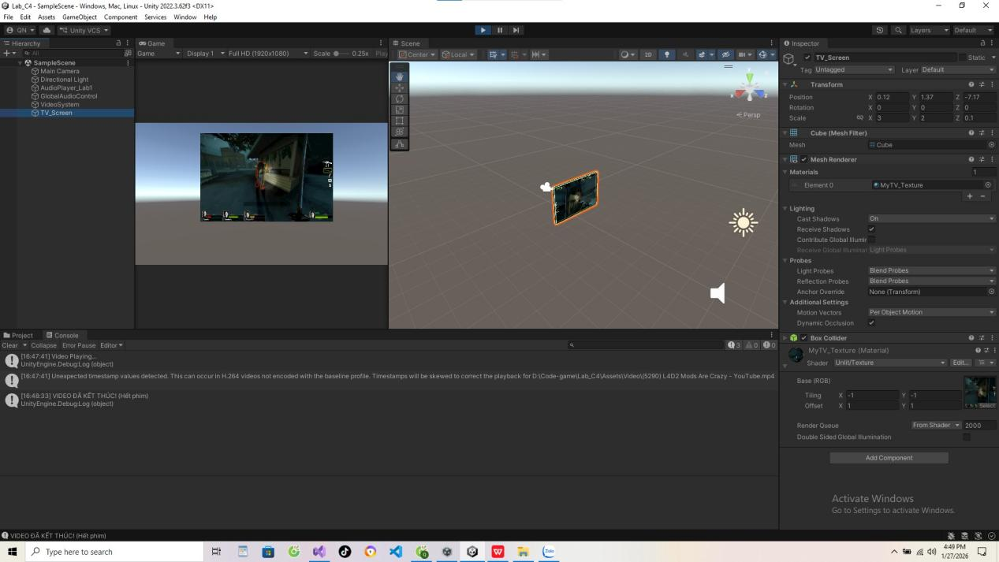 Lab_C4 - SampleScene - Windows, Mac, Linux - Unity 2022.3.62f3 <DX11>
File Edit Assets GameObject Component Services Window Help
QN Unity VCS Layers Default
Hierarchy
All
SampleScene
Main Camera
Directional Light
AudioPlayer_Lab1
GlobalAudioControl
VideoSystem
TV_Screen
Game
Game Display 1 Full HD (1920x1080) Scale 0.25x Play
Scene
Center Local 2D
x
Persp
Inspector
TV_Screen Static
Tag Untagged Layer Default
Transform
Position X 0.12 Y 1.37 Z -7.17
Rotation X 0 Y 0 Z 0
Scale X 3 Y 2 Z 0.1
Cube (Mesh Filter)
Mesh Cube
Mesh Renderer
Materials 1
Element 0 MyTV_Texture
Lighting
Cast Shadows On
Receive Shadows
Contribute Global Illumir
Receive Global Illuminat Light Probes
Probes
Light Probes Blend Probes
Reflection Probes Blend Probes
Anchor Override None (Transform)
Additional Settings
Motion Vectors Per Object Motion
Dynamic Occlusion
Box Collider
MyTV_Texture (Material)
Shader Unlit/Texture Edit...
Base (RGB)
Tiling X -1 Y -1
Offset X 1 Y 1
Select
Render Queue From Shader 2000
Double Sided Global Illumination
Add Component
Project Console
Clear Collapse Error Pause Editor 3 0 0
[16:47:41] Video Playing...
UnityEngine.Debug:Log (object)
[16:47:41] Unexpected timestamp values detected. This can occur in H.264 videos not encoded with the baseline profile. Timestamps will be skewed to correct the playback for D:\Code-game\Lab_C4\Assets\Video\(5290) L4D2 Mods Are Crazy - YouTube.mp4
[16:48:33] VIDEO ĐÃ KẾT THÚC! (Hết phim)
UnityEngine.Debug:Log (object)
Activate Windows
Go to Settings to activate Windows.
VIDEO ĐÃ KẾT THÚC! (Hết phim)
Type here to search
Zalo
4:49 PM
1/27/2026